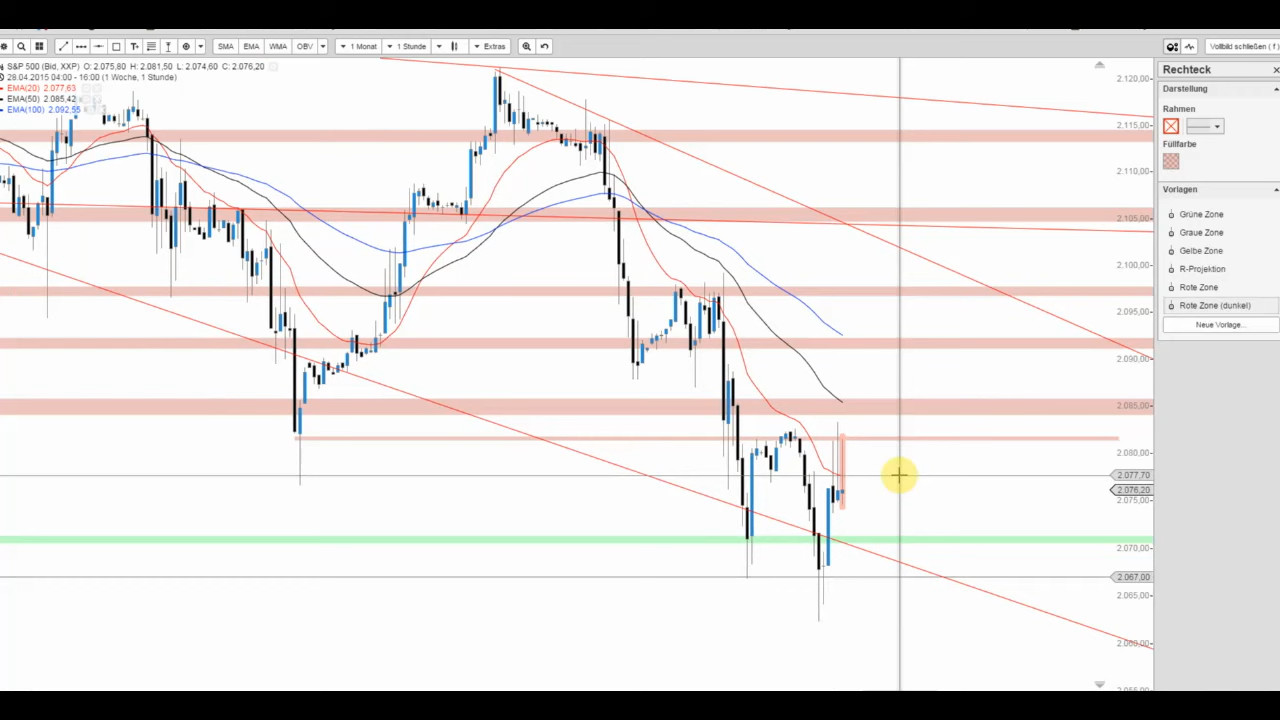 SMA EMA WMA OBV 1 Monat 1 Stunde Extras Vollbild schließen ( f )
S&P 500 (Bid, XXP) O: 2.075,80 H: 2.081,50 L: 2.074,60 C: 2.076,20
28.04.2015 04:00 - 16:00 (1 Woche, 1 Stunde)
EMA(20) 2.077,63
EMA(50) 2.085,42
EMA(100) 2.092,55
2.120,00
2.115,00
2.110,00
2.105,00
2.100,00
2.095,00
2.090,00
2.085,00
2.080,00
2.077,70
2.076,20
2.075,00
2.070,00
2.067,00
2.065,00
2.060,00
2.055,00
Rechteck
Darstellung
Rahmen
Füllfarbe
Vorlagen
Grüne Zone
Graue Zone
Gelbe Zone
R-Projektion
Rote Zone
Rote Zone (dunkel)
Neue Vorlage...